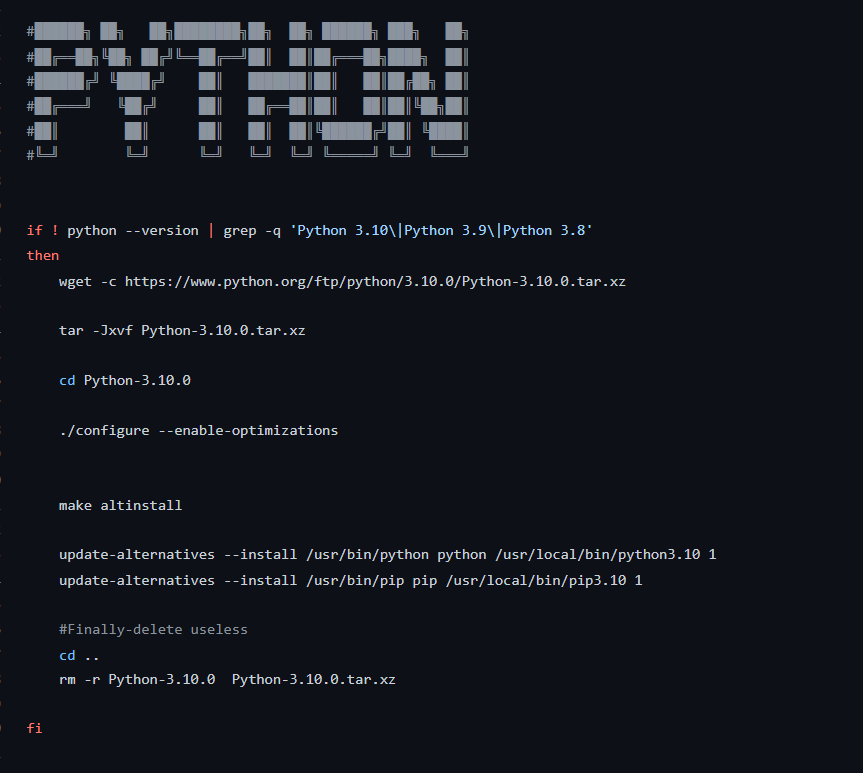 #██████╗ ██╗   ██╗████████╗██╗  ██╗ ██████╗ ███╗   ██╗
#██╔══██╗╚██╗ ██╔╝╚══██╔══╝██║  ██║██╔═══██╗████╗  ██║
#██████╔╝ ╚████╔╝    ██║   ███████║██║   ██║██╔██╗ ██║
#██╔═══╝   ╚██╔╝     ██║   ██╔══██║██║   ██║██║╚██╗██║
#██║        ██║      ██║   ██║  ██║╚██████╔╝██║ ╚████║
#╚═╝        ╚═╝      ╚═╝   ╚═╝  ╚═╝ ╚═════╝ ╚═╝  ╚═══╝
if ! python --version | grep -q 'Python 3.10\|Python 3.9\|Python 3.8'
then
    wget -c https://www.python.org/ftp/python/3.10.0/Python-3.10.0.tar.xz
    tar -Jxvf Python-3.10.0.tar.xz
    cd Python-3.10.0
    ./configure --enable-optimizations
    make altinstall
    update-alternatives --install /usr/bin/python python /usr/local/bin/python3.10 1
    update-alternatives --install /usr/bin/pip pip /usr/local/bin/pip3.10 1
    #Finally-delete useless
    cd ..
    rm -r Python-3.10.0  Python-3.10.0.tar.xz
fi